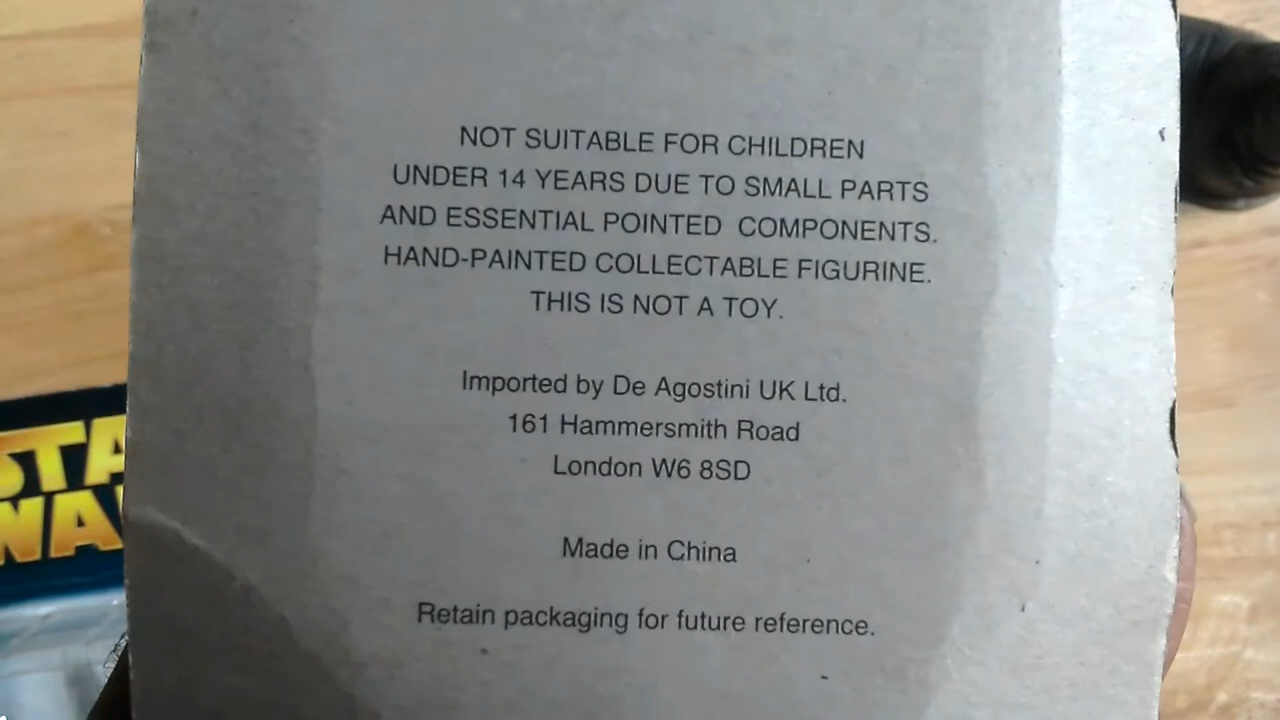 NOT SUITABLE FOR CHILDREN
UNDER 14 YEARS DUE TO SMALL PARTS
AND ESSENTIAL POINTED COMPONENTS.
HAND-PAINTED COLLECTABLE FIGURINE.
THIS IS NOT A TOY.
Imported by De Agostini UK Ltd.
161 Hammersmith Road
London W6 8SD
Made in China
Retain packaging for future reference.
STA
WA